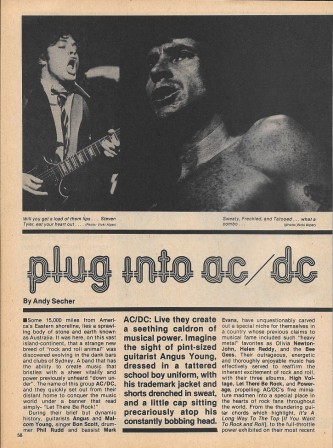 Will you get a load of them lips . . . Steven
Tyler, eat your heart out . . .
Sweaty, Freckled, and Tattooed . . . what a
combo.
plug into ac/dc
By Andy Secher
■Some 15,000 miles from Ameri-
ca's Eastern shoreline, lies a sprawl-
ing body of stone and earth known
as Australia. It was here, on this vast
island-continent, that a strange new
breed of "rock and roll animal" was
discovered evolving in the dark bars
and clubs of Sydney. A band that has
the ability to create music that
bristles with a sheer vitality and
power previously unheard "down un-
der". The name of this group AC/DC,
and they quickly set out from their
distant home to conquer the music
world under a banner that read
simply- "Let There Be Rock!"
During their brief but dynamic
history, guitarists Angus and Mal-
com Young, singer Bon Scott, drum-
mer Phil Rudd and bassist Mark
58
AC/DC: Live they create
a seething caldron of
musical power. Imagine
the sight of pint-sized
guitarist Angus Young,
dressed in a tattered
school boy uniform, with
his trademark jacket and
shorts drenched in sweat,
and a little cap sitting
precariously atop his
constantly bobbing head.
Evans, have unquestionably carved
out a special niche for themselves in
a country whose previous claims to
musical fame included such "heavy
metal" favorites as Olivia Newton-
John, Helen Reddy, and the Bee
Gees. Their outrageous, energetic
and thoroughly enjoyable music has
effectively served to reaffirm the
inherent excitement of rock and roll,
with their three albums, High Vol-
tage, Let There Be Rock, and Power-
age, propelling AC/DC's five minia-
ture madmen into a special place in
the hearts of rock fans throughout
the world. From the thundering gui-
tar chords which highlight, It's A
Long Way To The Top (If You Want
To Rock and Roll), to the full-throttle
power exhibited on their most recent